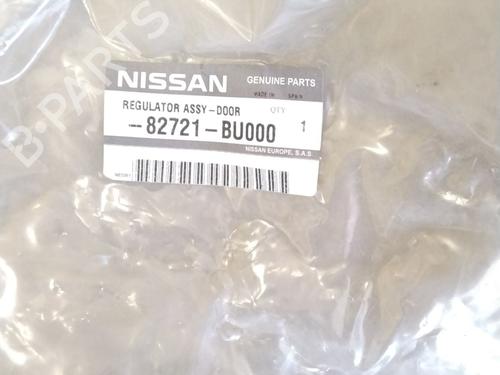 NISSAN GENUINE PARTS
MADE IN SPAIN
REGULATOR ASSY-DOOR QTY
-82721-BU000 1
NISSAN EUROPE, S.A.S.
B-PARTS